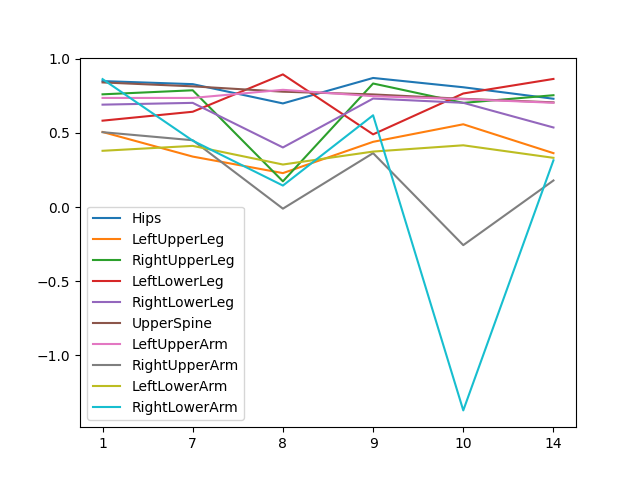 1.0
0.5
0.0
−0.5
−1.0
Hips
LeftUpperLeg
RightUpperLeg
LeftLowerLeg
RightLowerLeg
UpperSpine
LeftUpperArm
RightUpperArm
LeftLowerArm
RightLowerArm
1 7 8 9 10 14